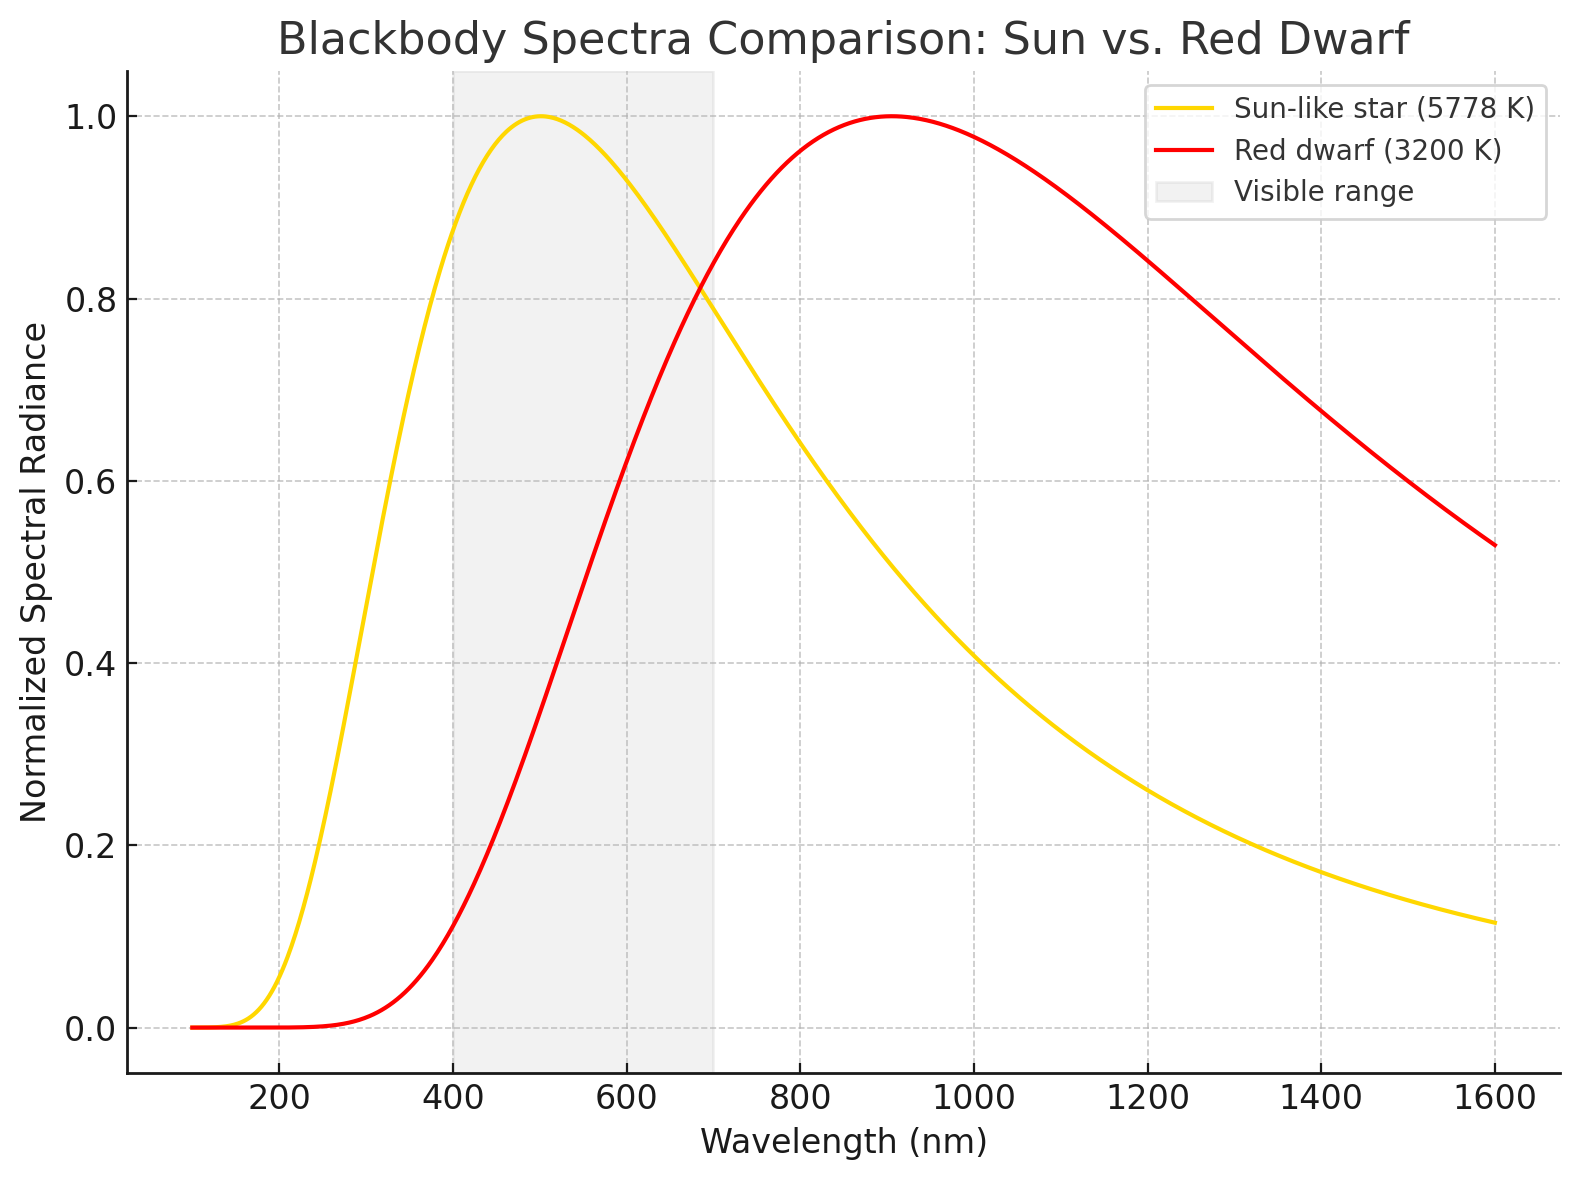 Blackbody Spectra Comparison: Sun vs. Red Dwarf
Sun-like star (5778 K)
Red dwarf (3200 K)
Visible range
Normalized Spectral Radiance
1.0
0.8
0.6
0.4
0.2
0.0
200 400 600 800 1000 1200 1400 1600
Wavelength (nm)